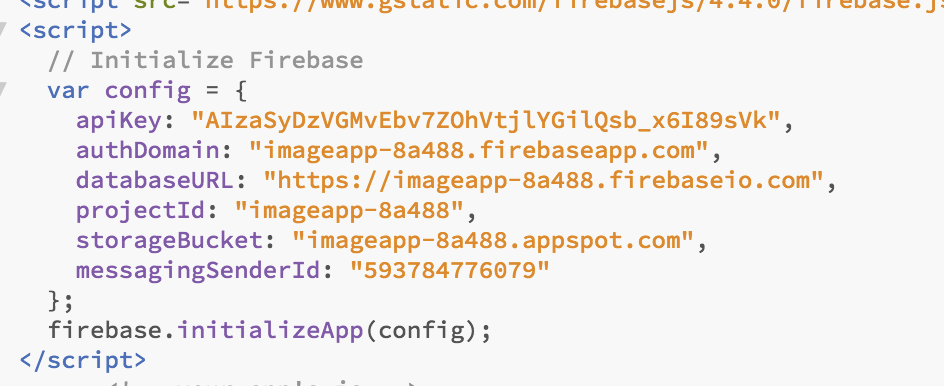 <script src="https://www.gstatic.com/firebasejs/4.4.0/firebase.js
<script>
// Initialize Firebase
var config = {
apiKey: "AIzaSyDzVGMvEbv7ZOhVtjlYGilQsb_x6I89sVk",
authDomain: "imageapp-8a488.firebaseapp.com",
databaseURL: "https://imageapp-8a488.firebaseio.com",
projectId: "imageapp-8a488",
storageBucket: "imageapp-8a488.appspot.com",
messagingSenderId: "593784776079"
};
firebase.initializeApp(config);
</script>